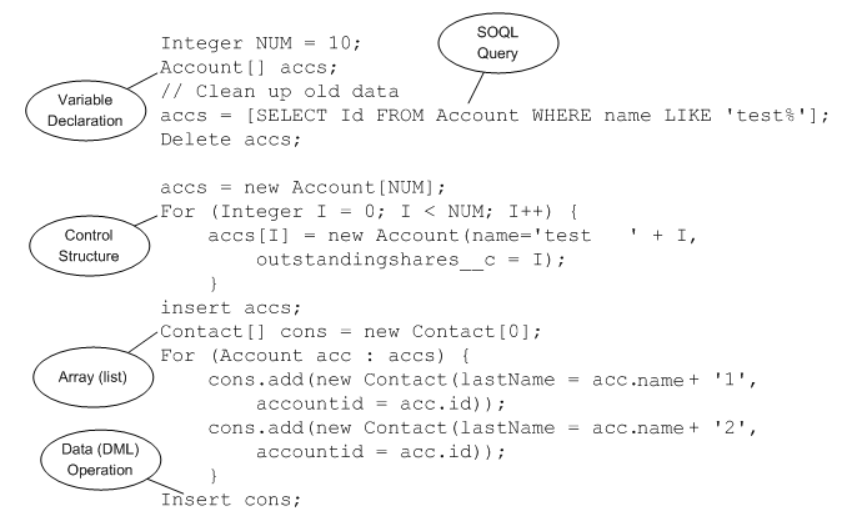 SOQL
Query
Integer NUM = 10;
Account[] accs;
Variable
Declaration
// Clean up old data
accs = [SELECT Id FROM Account WHERE name LIKE 'test%'];
Delete accs;
accs = new Account[NUM];
For (Integer I = 0; I < NUM; I++) {
Control
Structure
accs[I] = new Account(name='test   ' + I,
outstandingshares__c = I);
}
insert accs;
Contact[] cons = new Contact[0];
For (Account acc : accs) {
Array (list)
cons.add(new Contact(lastName = acc.name+ '1',
accountid = acc.id));
cons.add(new Contact(lastName = acc.name+ '2',
accountid = acc.id));
Data (DML)
Operation
}
Insert cons;